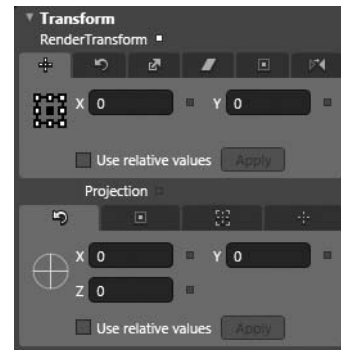 Transform
RenderTransform
X 0 Y 0
Use relative values Apply
Projection
X 0 Y 0
Z 0
Use relative values Apply